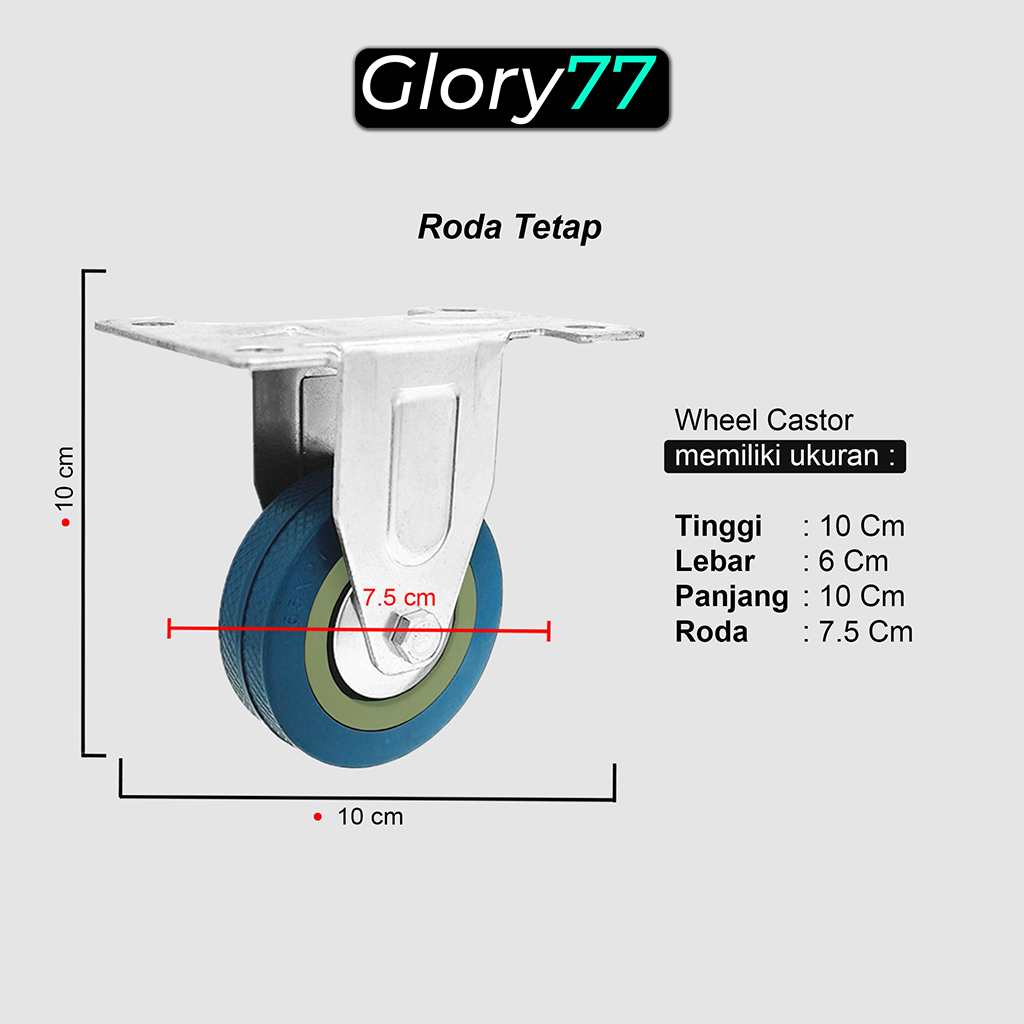 Glory77
Roda Tetap
10 cm
Wheel Castor
memiliki ukuran :
Tinggi : 10 Cm
Lebar : 6 Cm
Panjang : 10 Cm
Roda : 7.5 Cm
7.5 cm
10 cm